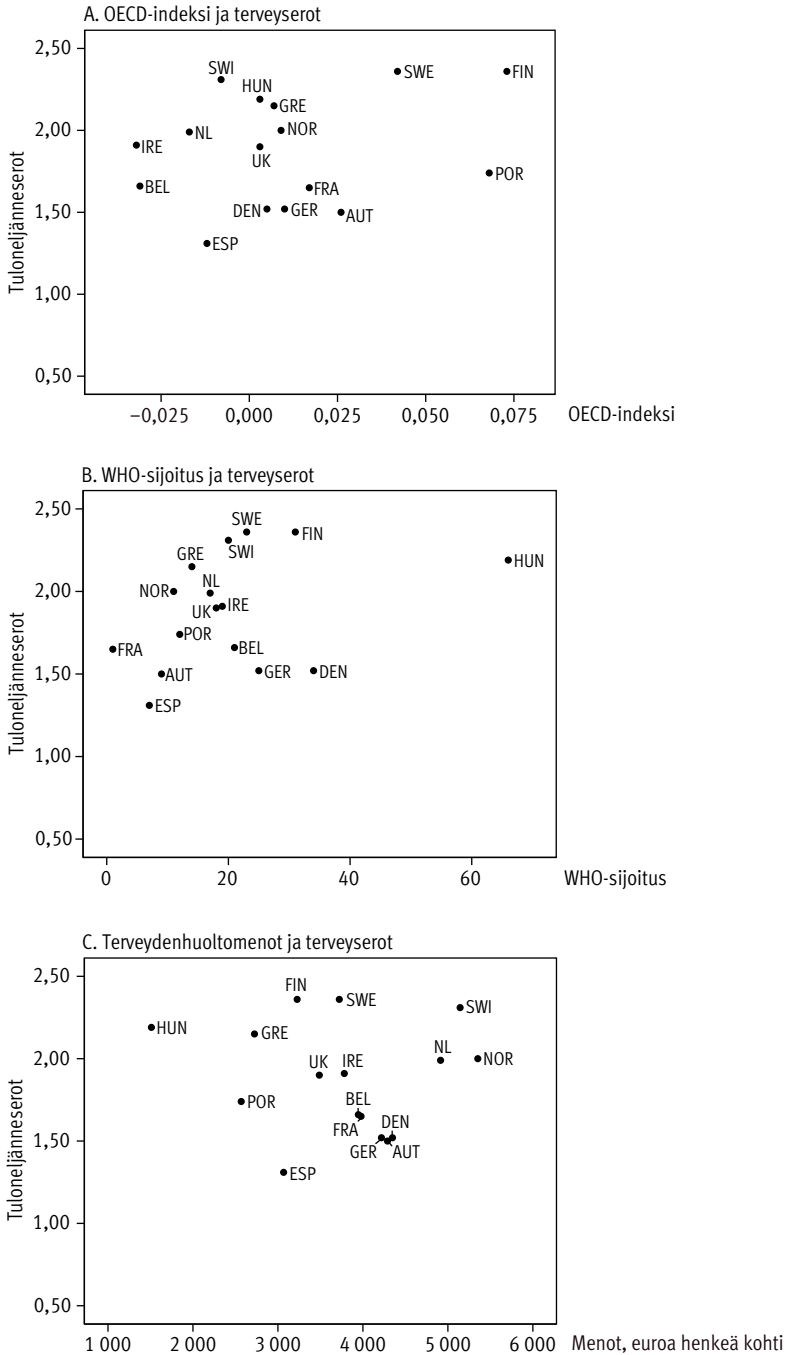 A. OECD-indeksi ja terveyserot
Tuloneljänneserot
2,50
2,00
1,50
1,00
0,50
SWI
HUN
SWE
FIN
GRE
NL
NOR
IRE
UK
POR
BEL
FRA
DEN
GER
AUT
ESP
−0,025 0,000 0,025 0,050 0,075 OECD-indeksi
B. WHO-sijoitus ja terveyserot
Tuloneljänneserot
2,50
2,00
1,50
1,00
0,50
SWE
FIN
SWI
GRE
HUN
NL
NOR
UK
IRE
POR
FRA
BEL
AUT
GER
DEN
ESP
0 20 40 60 WHO-sijoitus
C. Terveydenhuoltomenot ja terveyserot
Tuloneljänneserot
2,50
2,00
1,50
1,00
0,50
FIN
SWE
SWI
HUN
GRE
NL
NOR
UK
IRE
POR
BEL
FRA
DEN
GER
AUT
ESP
1 000 2 000 3 000 4 000 5 000 6 000 Menot, euroa henkeä kohti